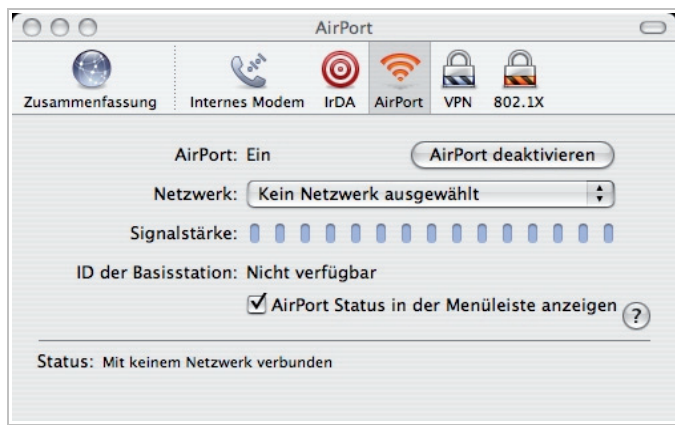 AirPort
Zusammenfassung Internes Modem IrDA AirPort VPN 802.1X
AirPort: Ein AirPort deaktivieren
Netzwerk: Kein Netzwerk ausgewählt
Signalstärke:
ID der Basisstation: Nicht verfügbar
AirPort Status in der Menüleiste anzeigen ?
Status: Mit keinem Netzwerk verbunden